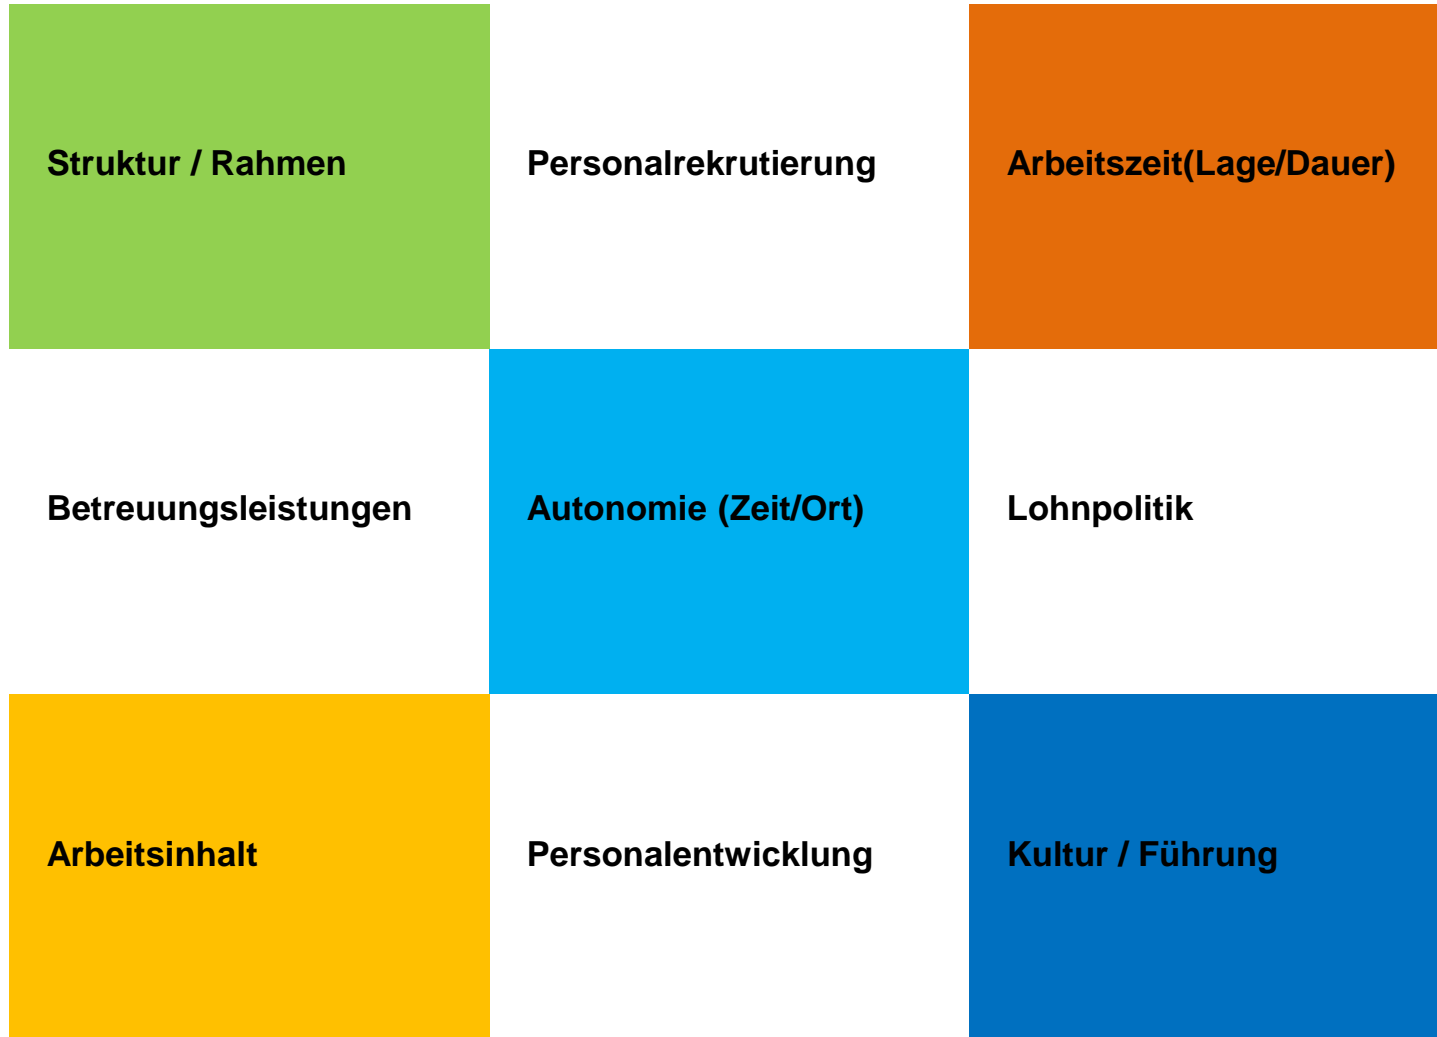 Struktur / Rahmen
Personalrekrutierung
Arbeitszeit(Lage/Dauer)
Betreuungsleistungen
Autonomie (Zeit/Ort)
Lohnpolitik
Arbeitsinhalt
Personalentwicklung
Kultur / Führung